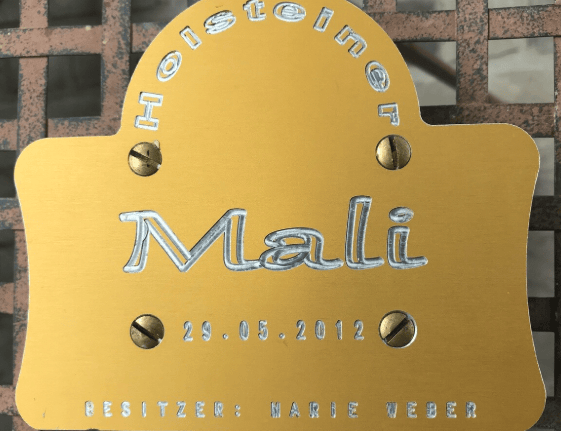 Holsteiner
Mali
29.05.2012
BESITZER: MARIE WEBER